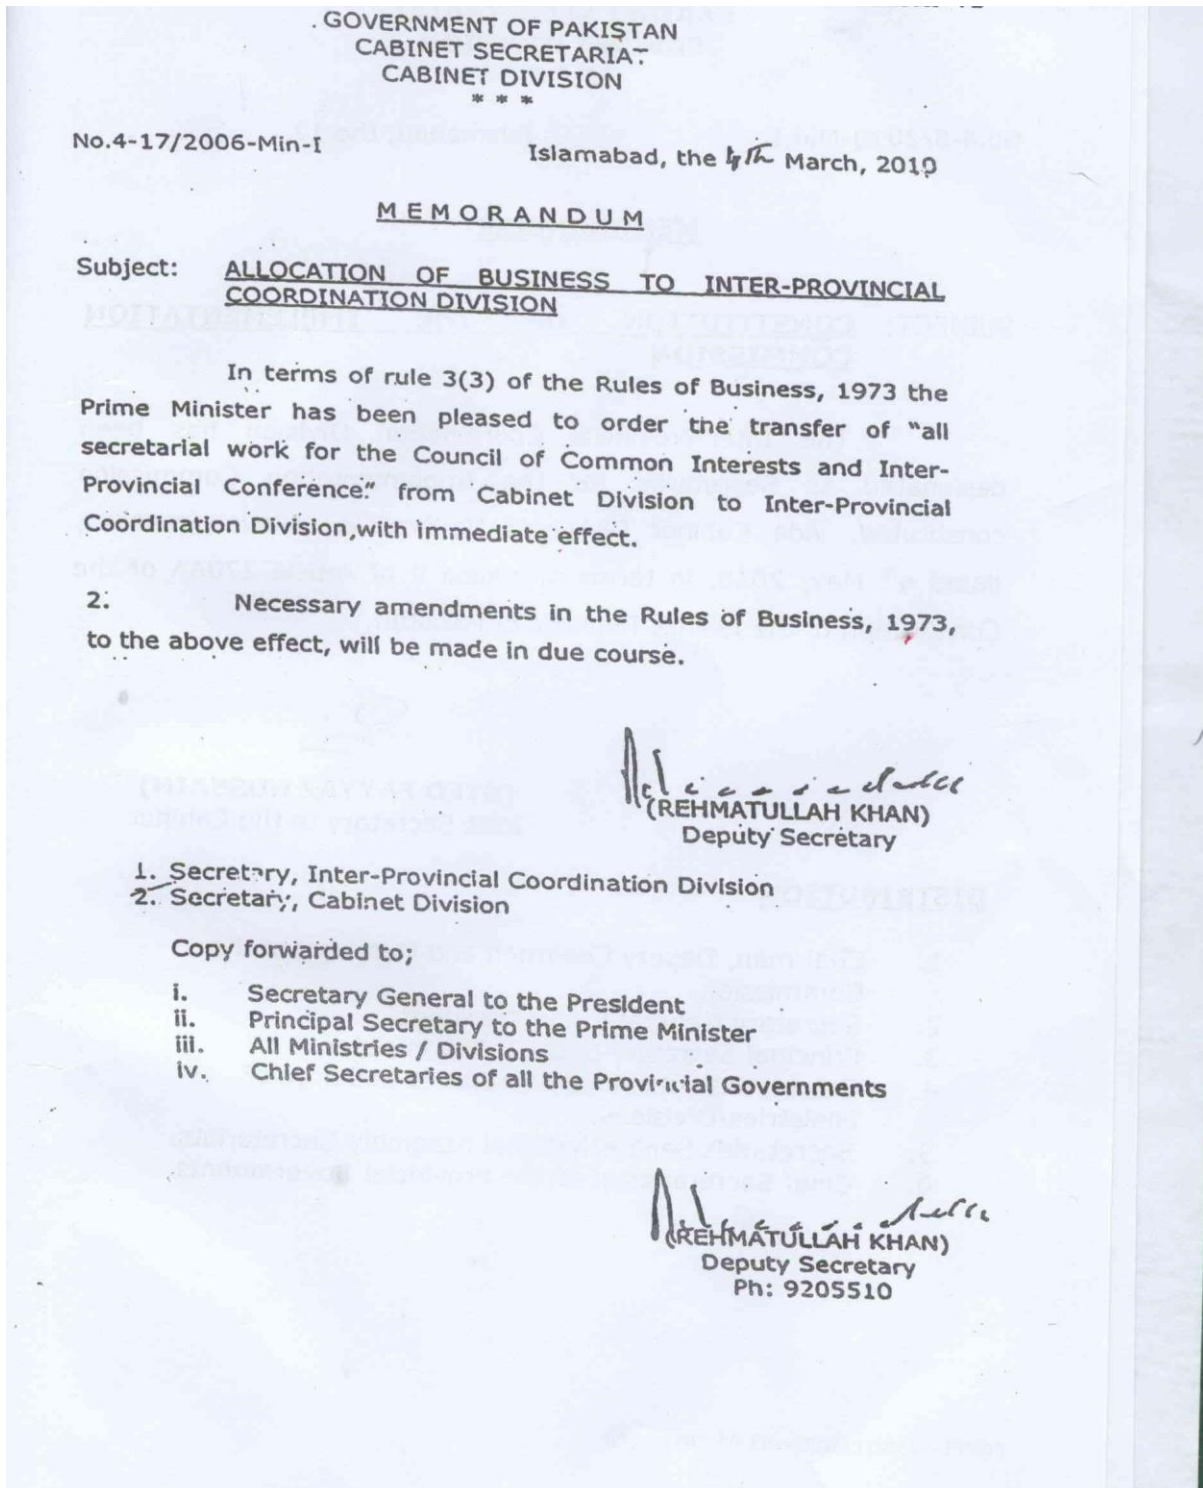 GOVERNMENT OF PAKISTAN
CABINET SECRETARIAT
CABINET DIVISION
* * *
No.4-17/2006-Min-I
Islamabad, the 4th March, 2010
MEMORANDUM
Subject: ALLOCATION OF BUSINESS TO INTER-PROVINCIAL
COORDINATION DIVISION
In terms of rule 3(3) of the Rules of Business, 1973 the
Prime Minister has been pleased to order the transfer of "all
secretarial work for the Council of Common Interests and Inter-
Provincial Conference" from Cabinet Division to Inter-Provincial
Coordination Division,with immediate effect.
2. Necessary amendments in the Rules of Business, 1973,
to the above effect, will be made in due course.
(REHMATULLAH KHAN)
Deputy Secretary
1. Secretary, Inter-Provincial Coordination Division
2. Secretary, Cabinet Division
Copy forwarded to;
i. Secretary General to the President
ii. Principal Secretary to the Prime Minister
iii. All Ministries / Divisions
iv. Chief Secretaries of all the Provincial Governments
(REHMATULLAH KHAN)
Deputy Secretary
Ph: 9205510